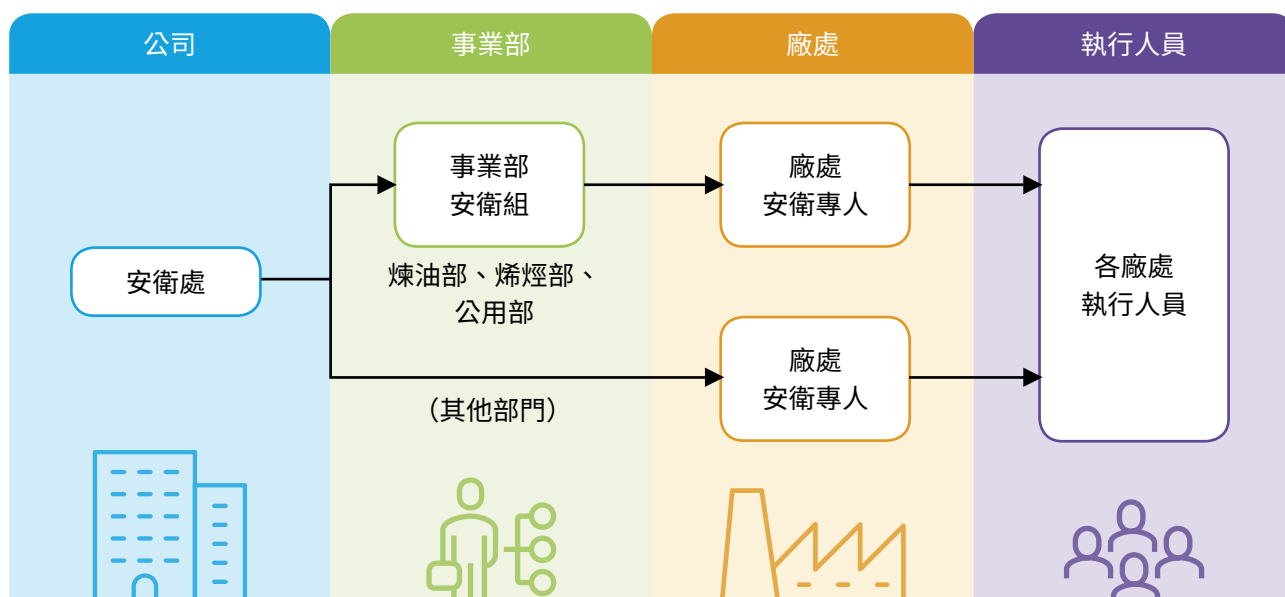 公司
事業部
廠處
執行人員
安衛處
事業部
安衛組
煉油部、烯烴部、
公用部
（其他部門）
廠處
安衛專人
廠處
安衛專人
各廠處
執行人員